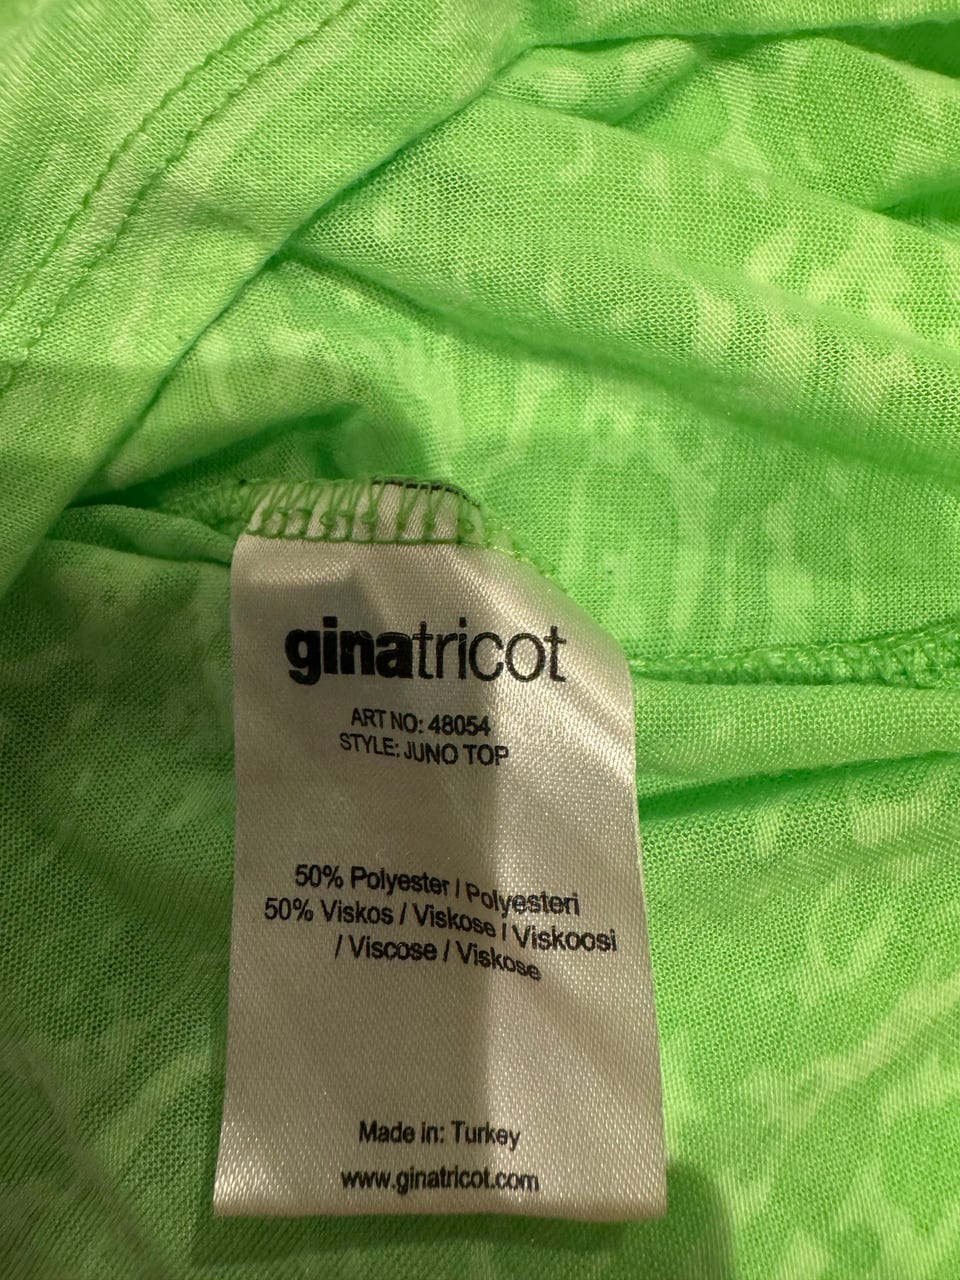 ginatricot
ART NO: 48054
STYLE: JUNO TOP
50% Polyester / Polyesteri
50% Viskos / Viskose / Viskoosi
/ Viscose / Viskose
Made in: Turkey
www.ginatricot.com